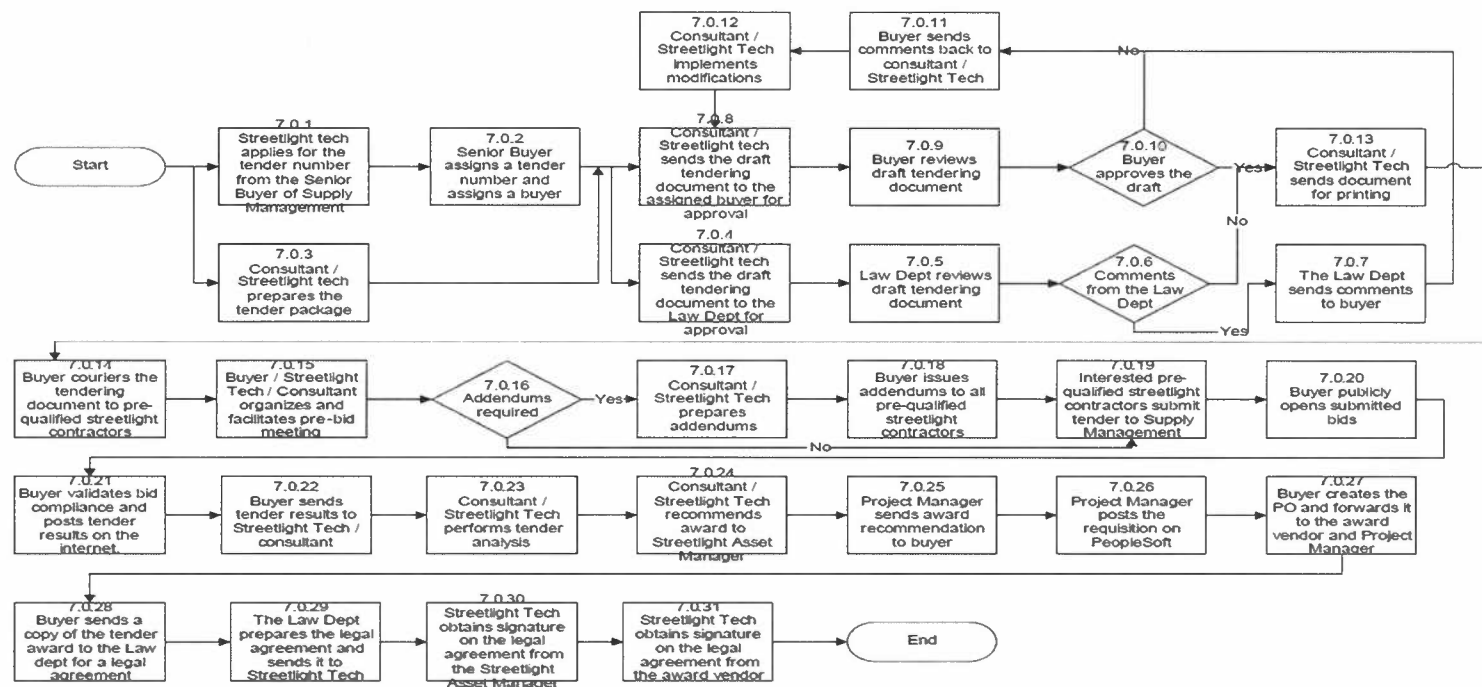 7.0.12
Consultant /
Streetlight Tech
implements
modifications
7.0.11
Buyer sends
comments back to
consultant /
Streetlight Tech
No
Start
7.0.1
Streetlight tech
applies for the
tender number
from the Senior
Buyer of Supply
Management
7.0.2
Senior Buyer
assigns a tender
number and
assigns a buyer
7.0.8
Consultant /
Streetlight tech
sends the draft
tendering
document to the
assigned buyer for
approval
7.0.9
Buyer reviews
draft tendering
document
7.0.10
Buyer
approves the
draft
Yes
7.0.13
Consultant /
Streetlight Tech
sends document
for printing
No
7.0.3
Consultant /
Streetlight tech
prepares the
tender package
7.0.4
Consultant /
Streetlight tech
sends the draft
tendering
document to the
Law Dept for
approval
7.0.5
Law Dept reviews
draft tendering
document
7.0.6
Comments
from the Law
Dept
Yes
7.0.7
The Law Dept
sends comments
to buyer
7.0.14
Buyer couriers the
tendering
document to pre-
qualified streetlight
contractors
7.0.15
Buyer / Streetlight
Tech / Consultant
organizes and
facilitates pre-bid
meeting
7.0.16
Addendums
required
Yes
No
7.0.17
Consultant /
Streetlight Tech
prepares
addendums
7.0.18
Buyer issues
addendums to all
pre-qualified
streetlight
contractors
7.0.19
Interested pre-
qualified streetlight
contractors submit
tender to Supply
Management
7.0.20
Buyer publicly
opens submitted
bids
7.0.21
Buyer validates bid
compliance and
posts tender
results on the
internet.
7.0.22
Buyer sends
tender results to
Streetlight Tech /
consultant
7.0.23
Consultant /
Streetlight Tech
performs tender
analysis
7.0.24
Consultant /
Streetlight Tech
recommends
award to
Streetlight Asset
Manager
7.0.25
Project Manager
sends award
recommendation
to buyer
7.0.26
Project Manager
posts the
requisition on
PeopleSoft
7.0.27
Buyer creates the
PO and forwards it
to the award
vendor and Project
Manager
7.0.28
Buyer sends a
copy of the tender
award to the Law
dept for a legal
agreement
7.0.29
The Law Dept
prepares the legal
agreement and
sends it to
Streetlight Tech
7.0.30
Streetlight Tech
obtains signature
on the legal
agreement from
the Streetlight
Asset Manager
7.0.31
Streetlight Tech
obtains signature
on the legal
agreement from
the award vendor
End